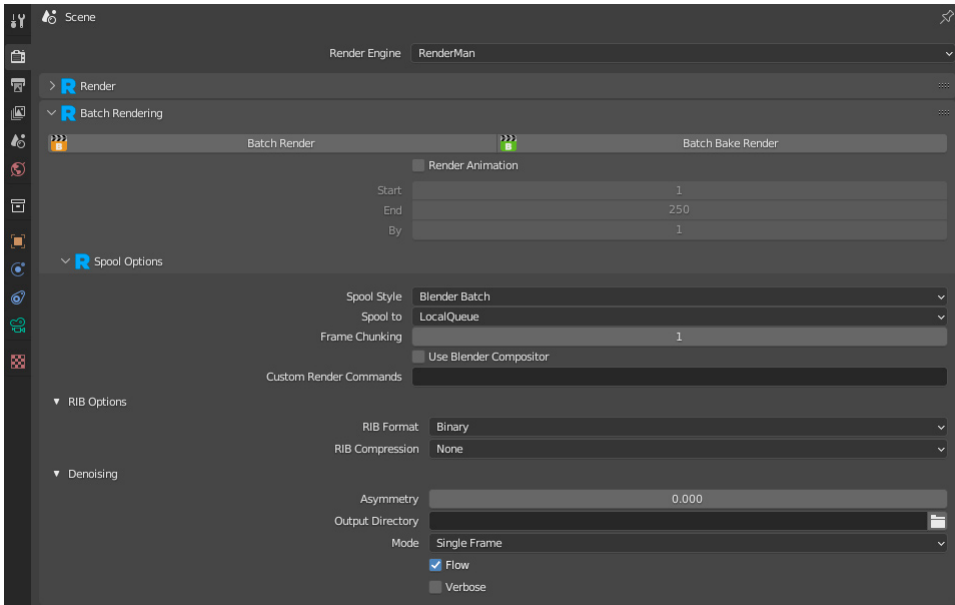 Scene
Render Engine RenderMan
Render
Batch Rendering
Batch Render Batch Bake Render
Render Animation
Start 1
End 250
By 1
Spool Options
Spool Style Blender Batch
Spool to LocalQueue
Frame Chunking 1
Use Blender Compositor
Custom Render Commands
RIB Options
RIB Format Binary
RIB Compression None
Denoising
Asymmetry 0.000
Output Directory
Mode Single Frame
Flow
Verbose